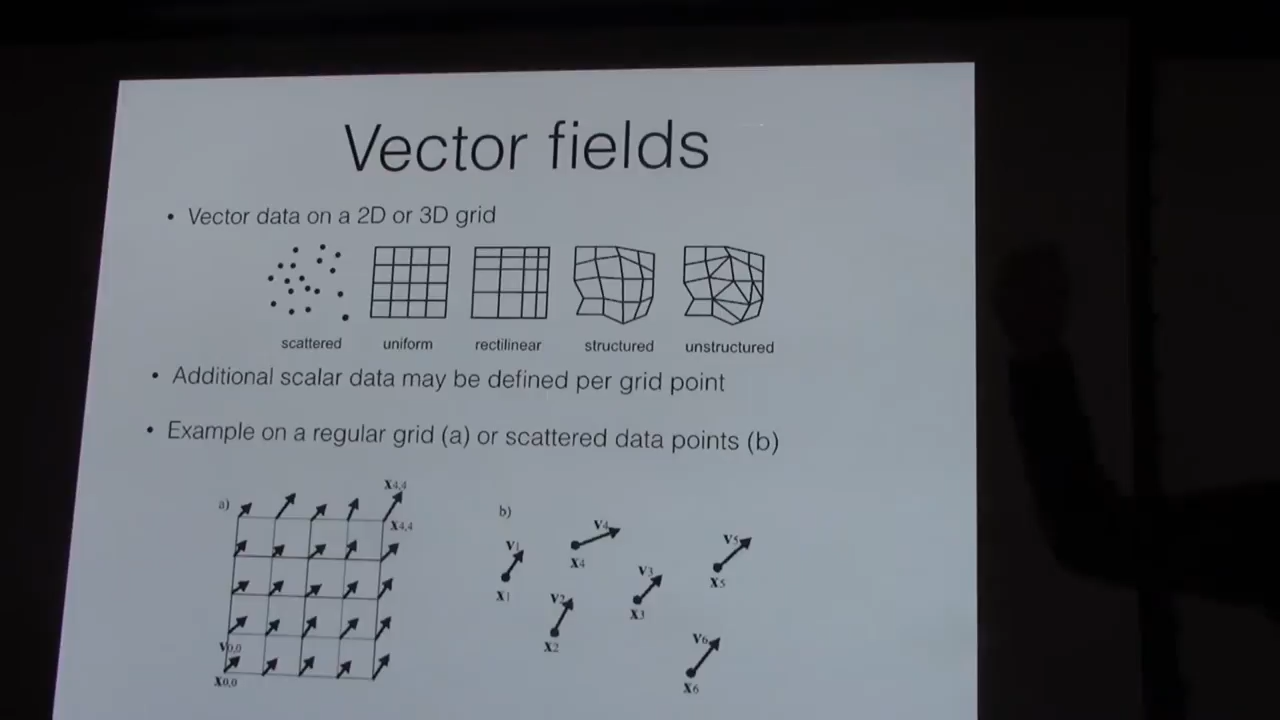 Vector fields
• Vector data on a 2D or 3D grid
scattered uniform rectilinear structured unstructured
• Additional scalar data may be defined per grid point
• Example on a regular grid (a) or scattered data points (b)
a)
x4,4
x4,4
v0,0
x0,0
b)
v1
x1
v4
x4
v2
x2
v3
x3
v5
x5
v6
x6